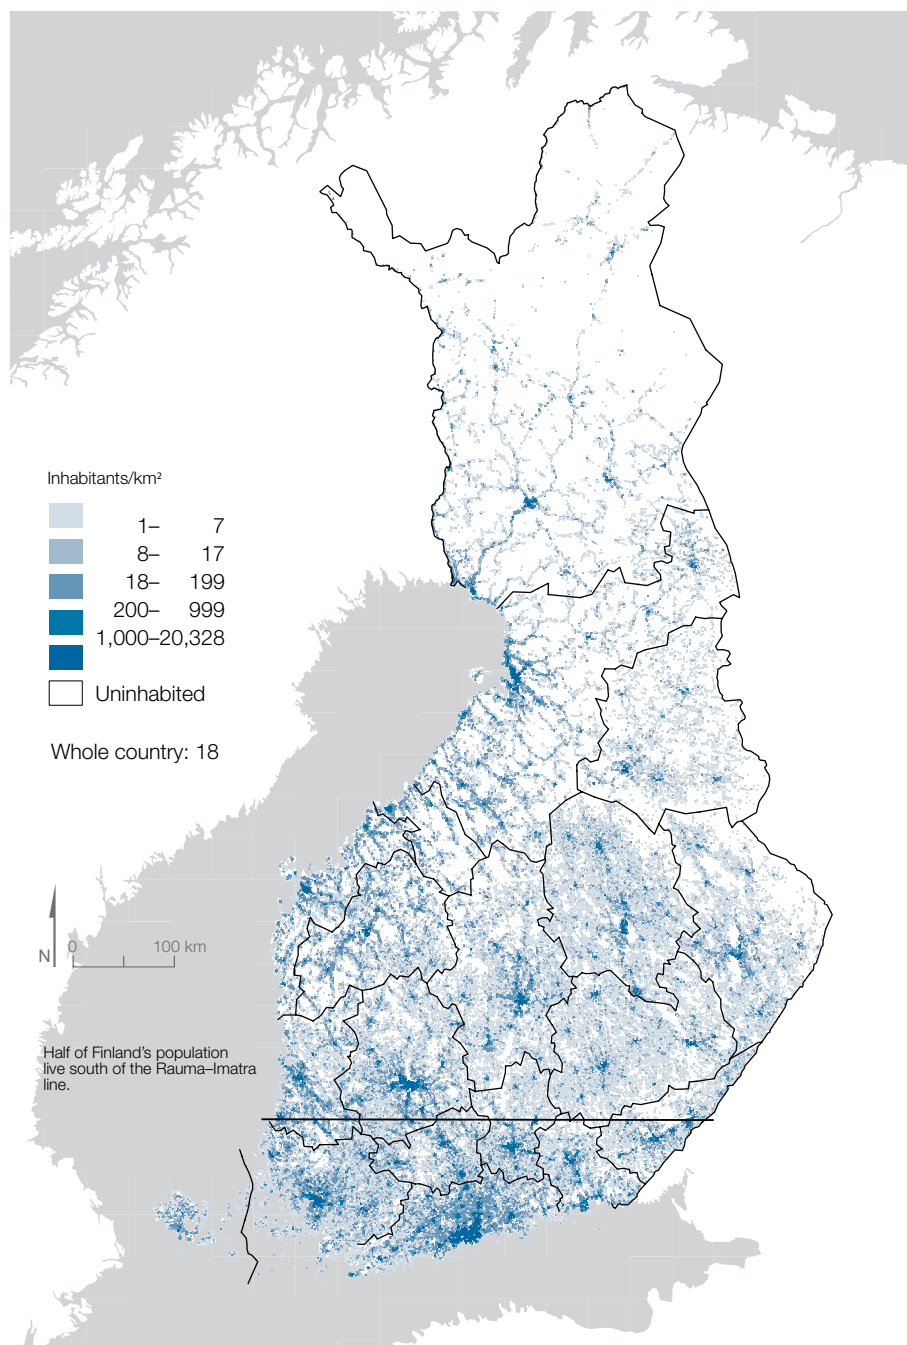 Inhabitants/km²
1– 7
8– 17
18– 199
200– 999
1,000–20,328
Uninhabited
Whole country: 18
N
0 100 km
Half of Finland's population
live south of the Rauma–Imatra
line.